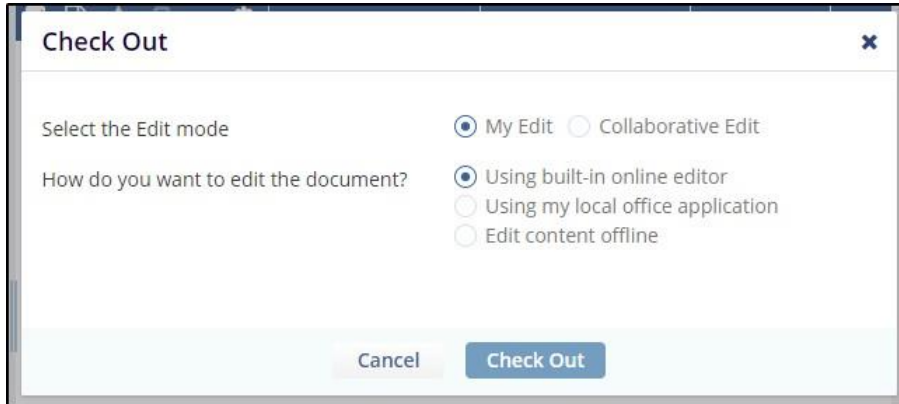 Check Out
Select the Edit mode My Edit Collaborative Edit
How do you want to edit the document? Using built-in online editor
Using my local office application
Edit content offline
Cancel Check Out